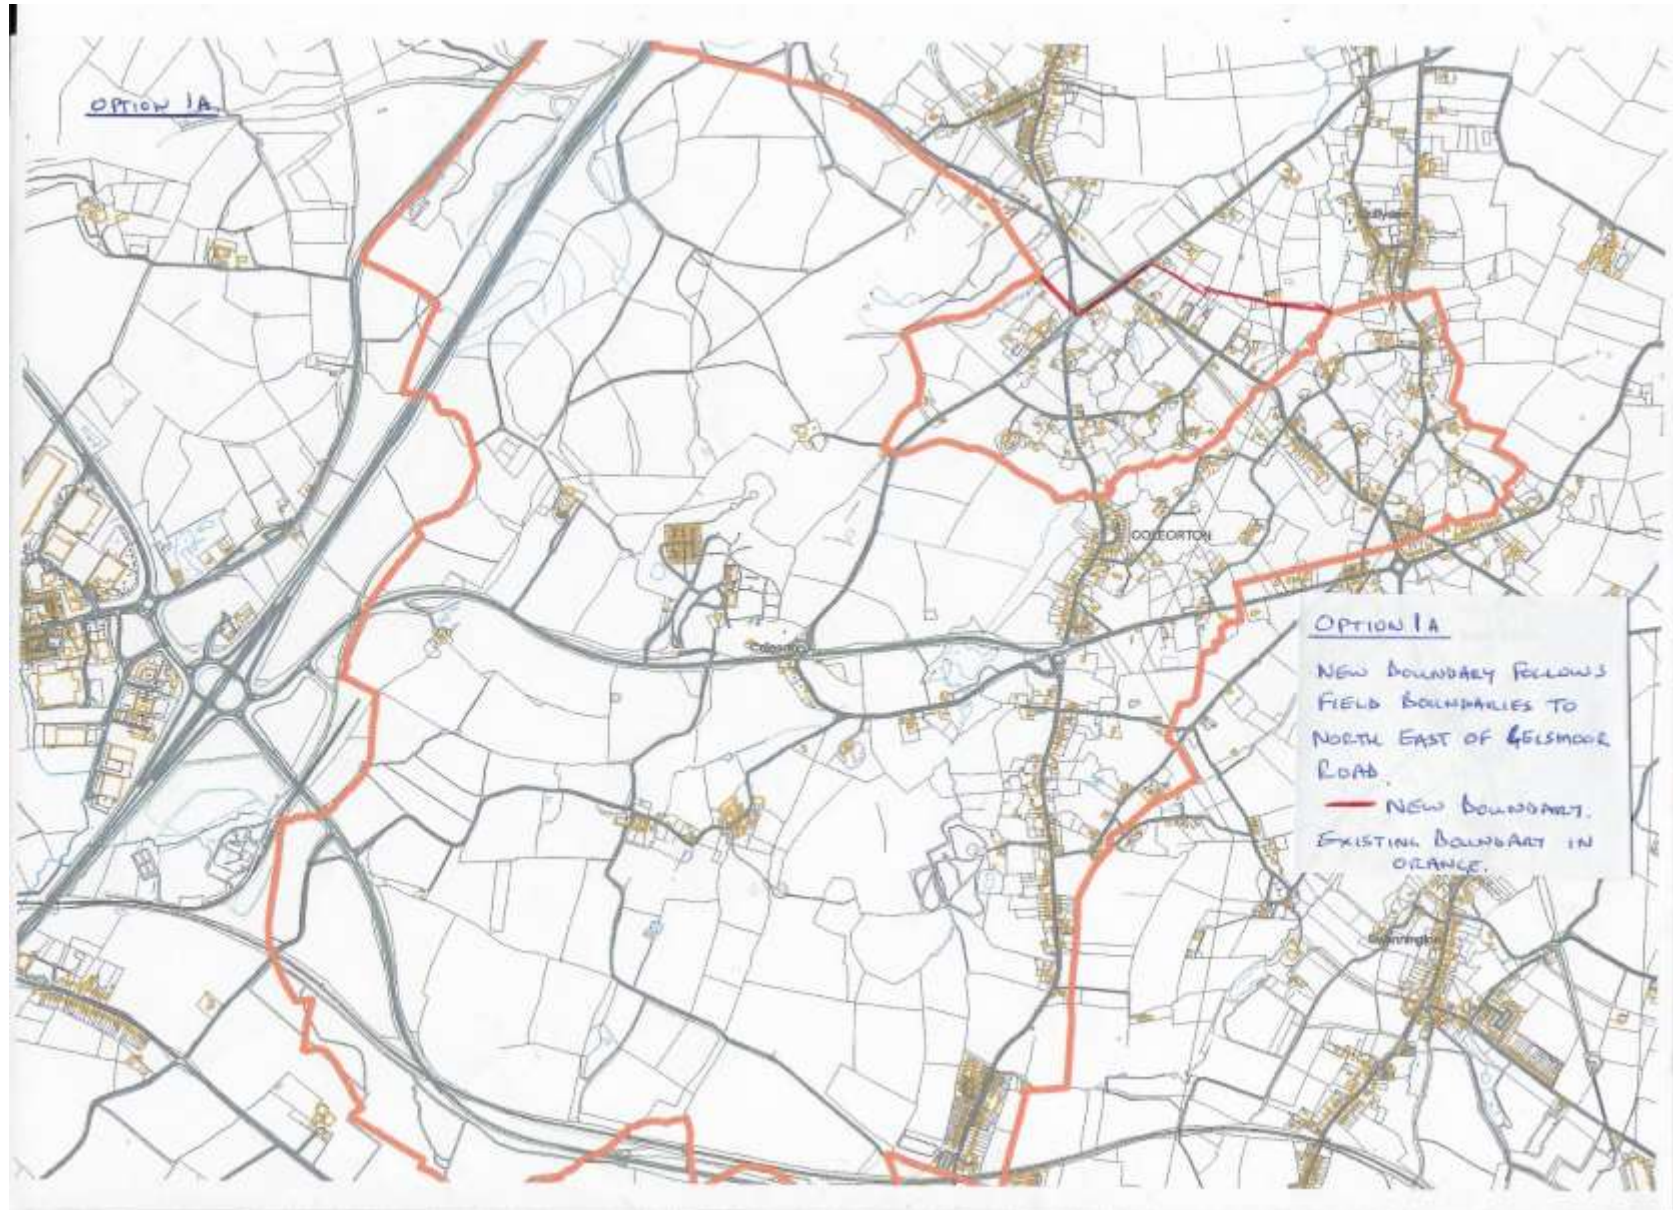 OPTION 1A.
COLEORTON
OPTION 1A
NEW BOUNDARY FOLLOWS
FIELD BOUNDARIES TO
NORTH EAST OF GELSMOOR
ROAD.
NEW BOUNDARY.
EXISTING BOUNDARY IN
ORANGE.
Swannington